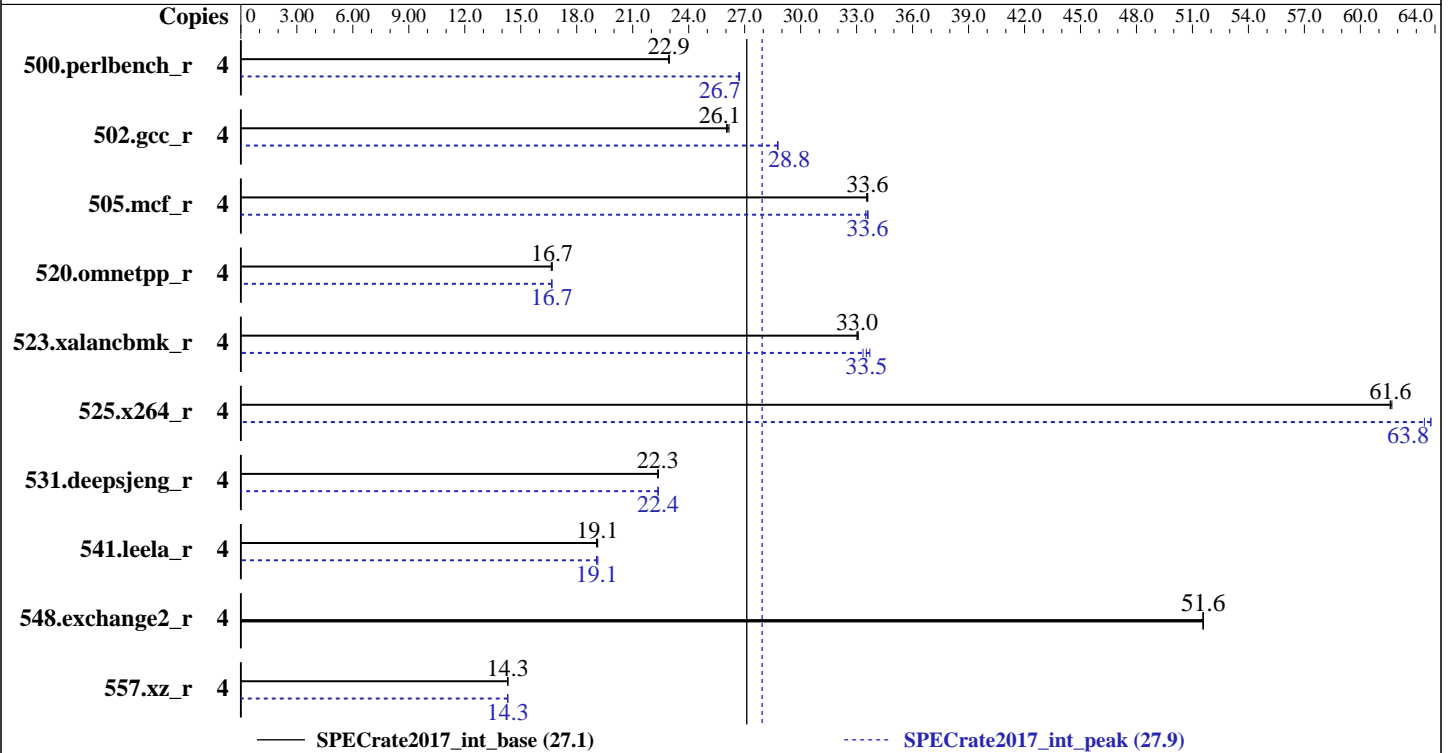 Copies 0 3.00 6.00 9.00 12.0 15.0 18.0 21.0 24.0 27.0 30.0 33.0 36.0 39.0 42.0 45.0 48.0 51.0 54.0 57.0 60.0 64.0
22.9
500.perlbench_r 4
26.7
26.1
502.gcc_r 4
28.8
33.6
505.mcf_r 4
33.6
16.7
520.omnetpp_r 4
16.7
33.0
523.xalancbmk_r 4
33.5
61.6
525.x264_r 4
63.8
22.3
531.deepsjeng_r 4
22.4
19.1
541.leela_r 4
19.1
51.6
548.exchange2_r 4
14.3
557.xz_r 4
14.3
SPECrate2017_int_base (27.1) SPECrate2017_int_peak (27.9)